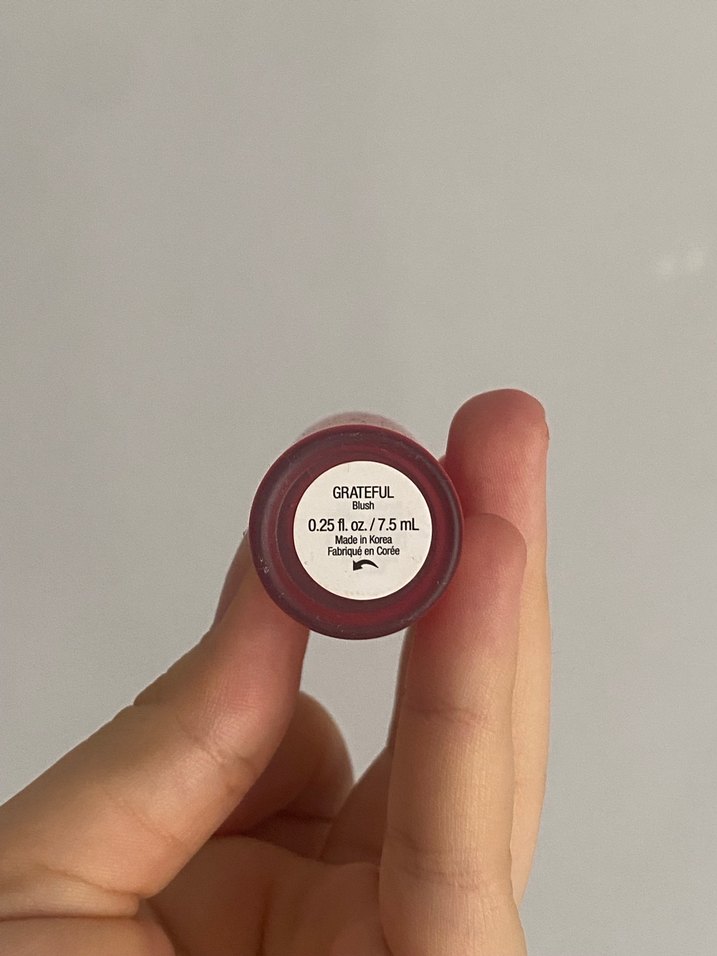 GRATEFUL
Blush
0.25 fl. oz. / 7.5 mL
Made in Korea
Fabriqué en Corée